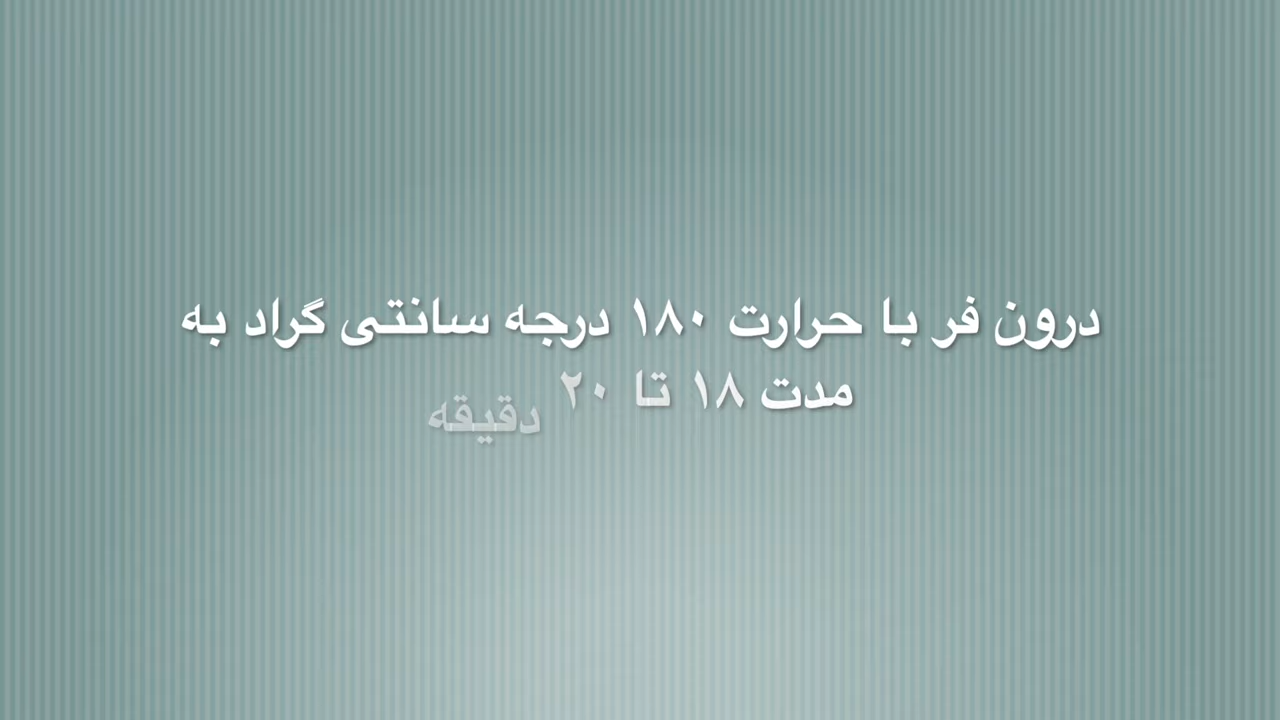 درون فر با حرارت ۱۸۰ درجه سانتی گراد به
مدت ۱۸ تا ۲۰ دقیقه